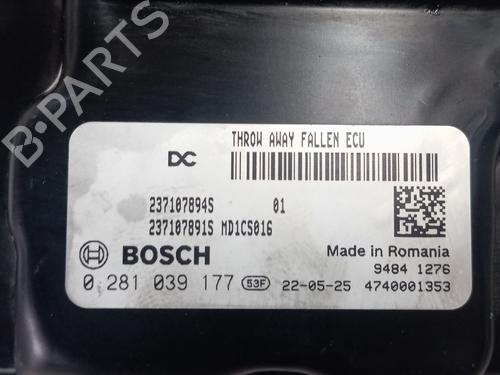 B-PARTS
THROW AWAY FALLEN ECU
DC
237107894S 01
237107891S MD1CS016
BOSCH
Made in Romania
9484 1276
0 281 039 177 53F 22-05-25 4740001353